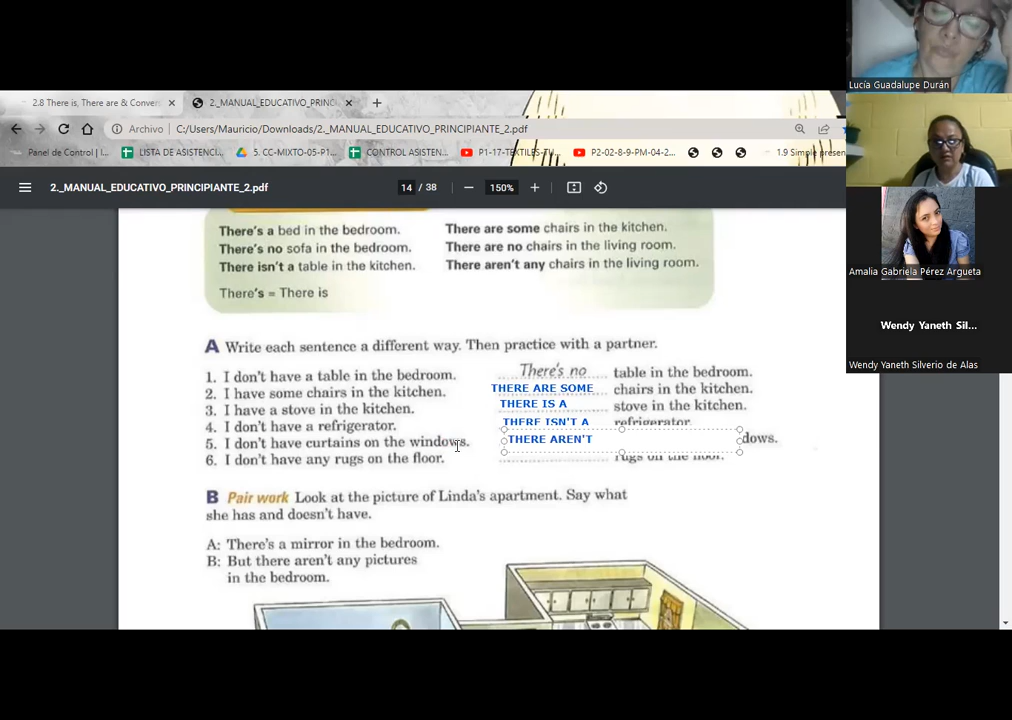 Lucía Guadalupe Durán
2.8 There is, There are & Conver
2._MANUAL_EDUCATIVO_PRINCI
Archivo C:/Users/Mauricio/Downloads/2._MANUAL_EDUCATIVO_PRINCIPIANTE_2.pdf
Panel de Control | I... LISTA DE ASISTENCI... 5. CC-MIXTO-05-P1... CONTROL ASISTEN... P1-17-TEXTILES-TU... P2-02-8-9-PM-04-2... 1.9 Simple presen
2._MANUAL_EDUCATIVO_PRINCIPIANTE_2.pdf 14 / 38 150%
There's a bed in the bedroom. There are some chairs in the kitchen.
There's no sofa in the bedroom. There are no chairs in the living room.
There isn't a table in the kitchen. There aren't any chairs in the living room.
There's = There is
Amalia Gabriela Pérez Argueta
Wendy Yaneth Sil...
Wendy Yaneth Silverio de Alas
A Write each sentence a different way. Then practice with a partner.
1. I don't have a table in the bedroom. There's no table in the bedroom.
2. I have some chairs in the kitchen. THERE ARE SOME chairs in the kitchen.
3. I have a stove in the kitchen. THERE IS A stove in the kitchen.
4. I don't have a refrigerator. THERE ISN'T A refrigerator.
5. I don't have curtains on the windows. THERE AREN'T dows.
6. I don't have any rugs on the floor. rugs on the floor.
B Pair work Look at the picture of Linda's apartment. Say what
she has and doesn't have.
A: There's a mirror in the bedroom.
B: But there aren't any pictures
in the bedroom.